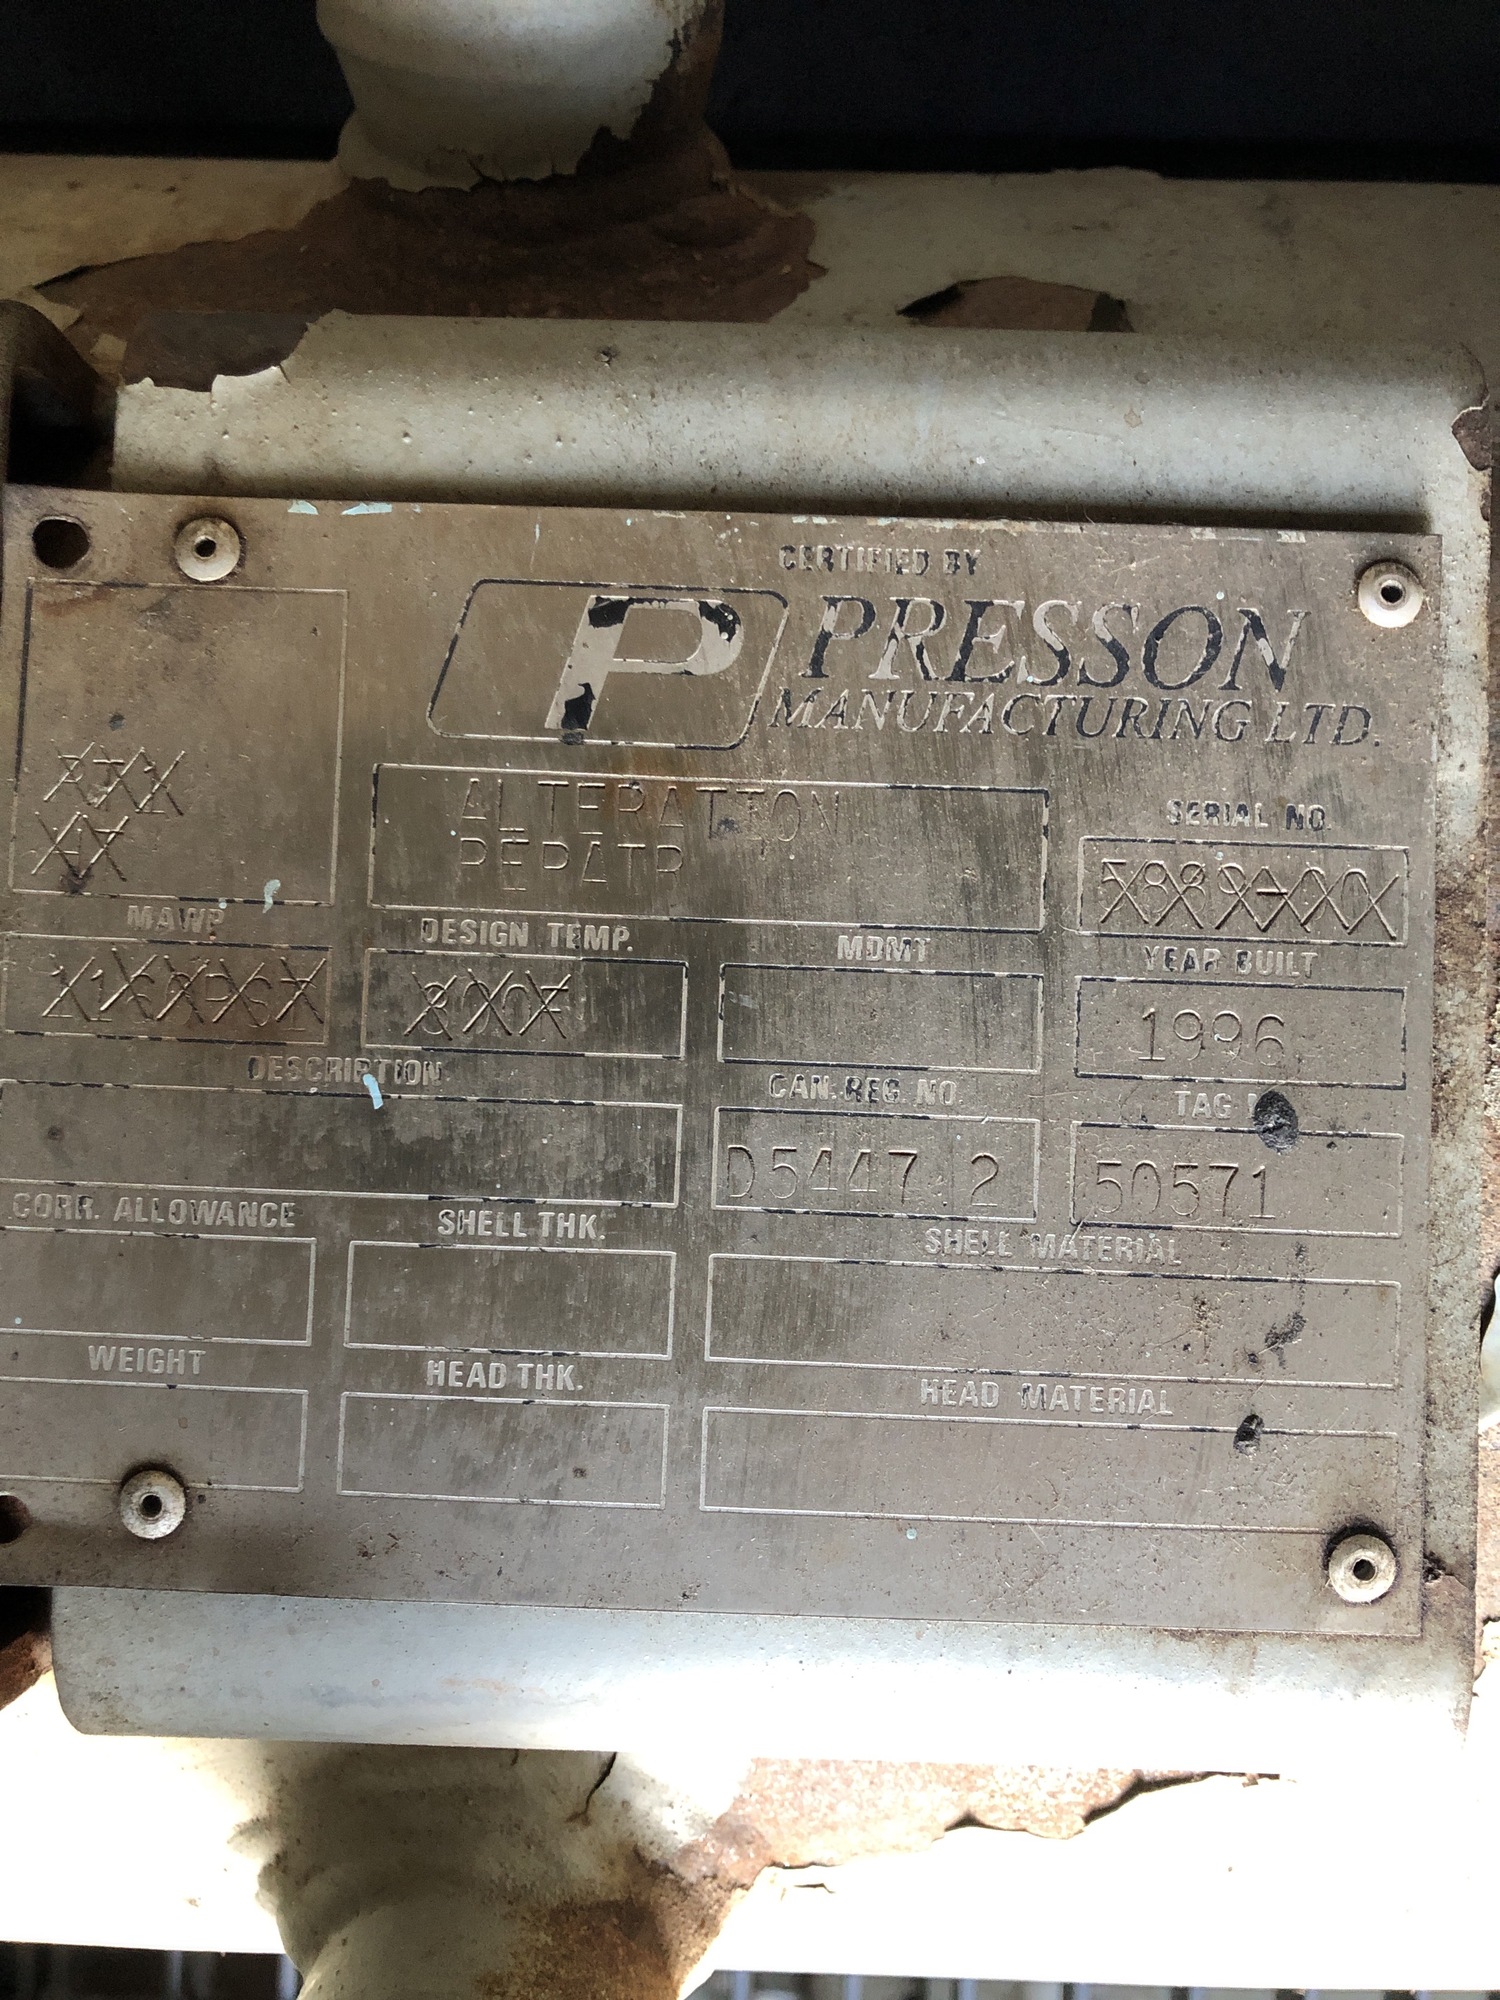 CERTIFIED BY
P PRESSON
MANUFACTURING LTD.
ALTERATION
REPAIR
SERIAL NO.
MAWP
DESIGN TEMP.
MDMT
YEAR BUILT
1996
DESCRIPTION
CAN. REG. NO.
TAG
D5447.2
50571
CORR. ALLOWANCE
SHELL THK.
SHELL MATERIAL
WEIGHT
HEAD THK.
HEAD MATERIAL